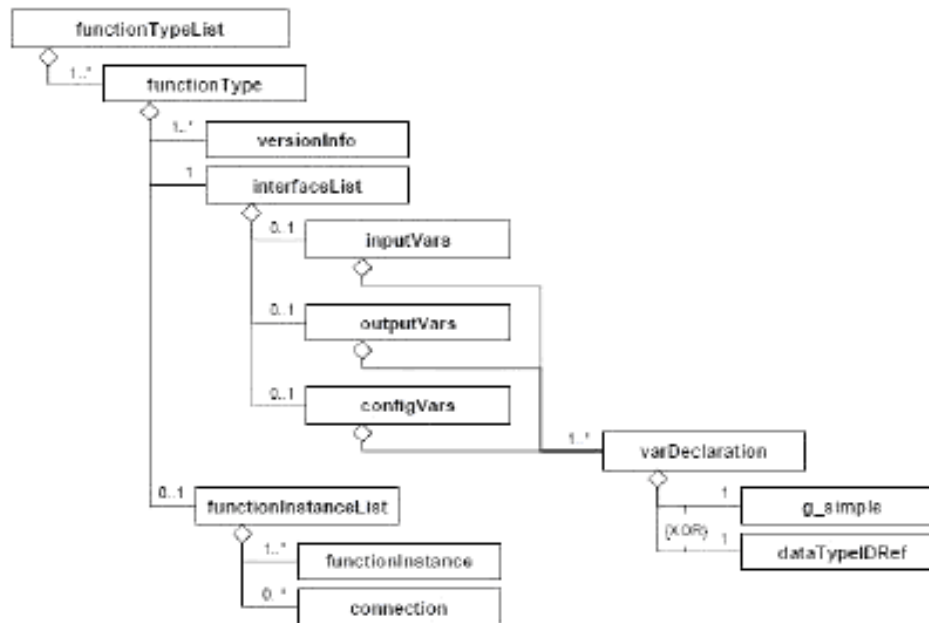 functionTypeList
1..*
functionType
1..*
versionInfo
1
interfaceList
0..1
inputVars
0..1
outputVars
0..1
configVars
1..*
varDeclaration
0..1
functionInstanceList
1
g_simple
{XOR}
1..*
functionInstance
1
dataTypeIDRef
0..*
connection